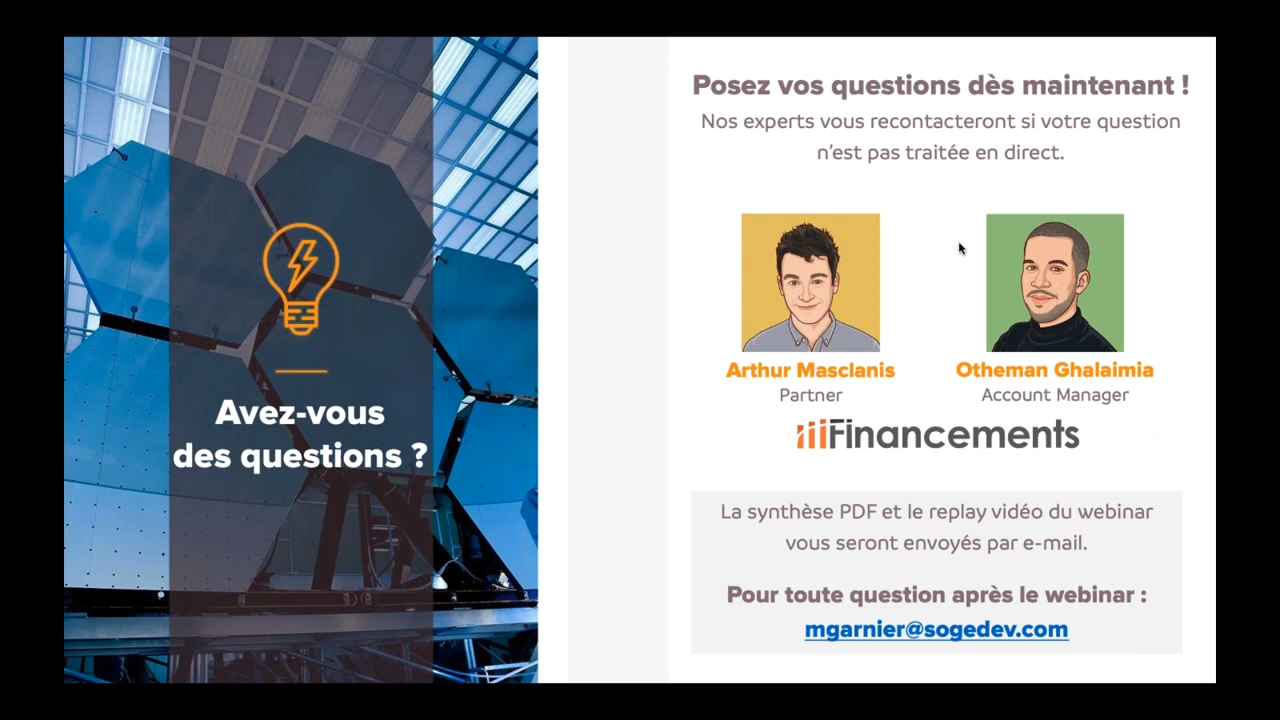 Avez-vous
des questions ?
Posez vos questions dès maintenant !
Nos experts vous recontacteront si votre question
n'est pas traitée en direct.
Arthur Masclanis
Partner
Otheman Ghalaimia
Account Manager
Financements
La synthèse PDF et le replay vidéo du webinar
vous seront envoyés par e-mail.
Pour toute question après le webinar :
mgarnier@sogedev.com